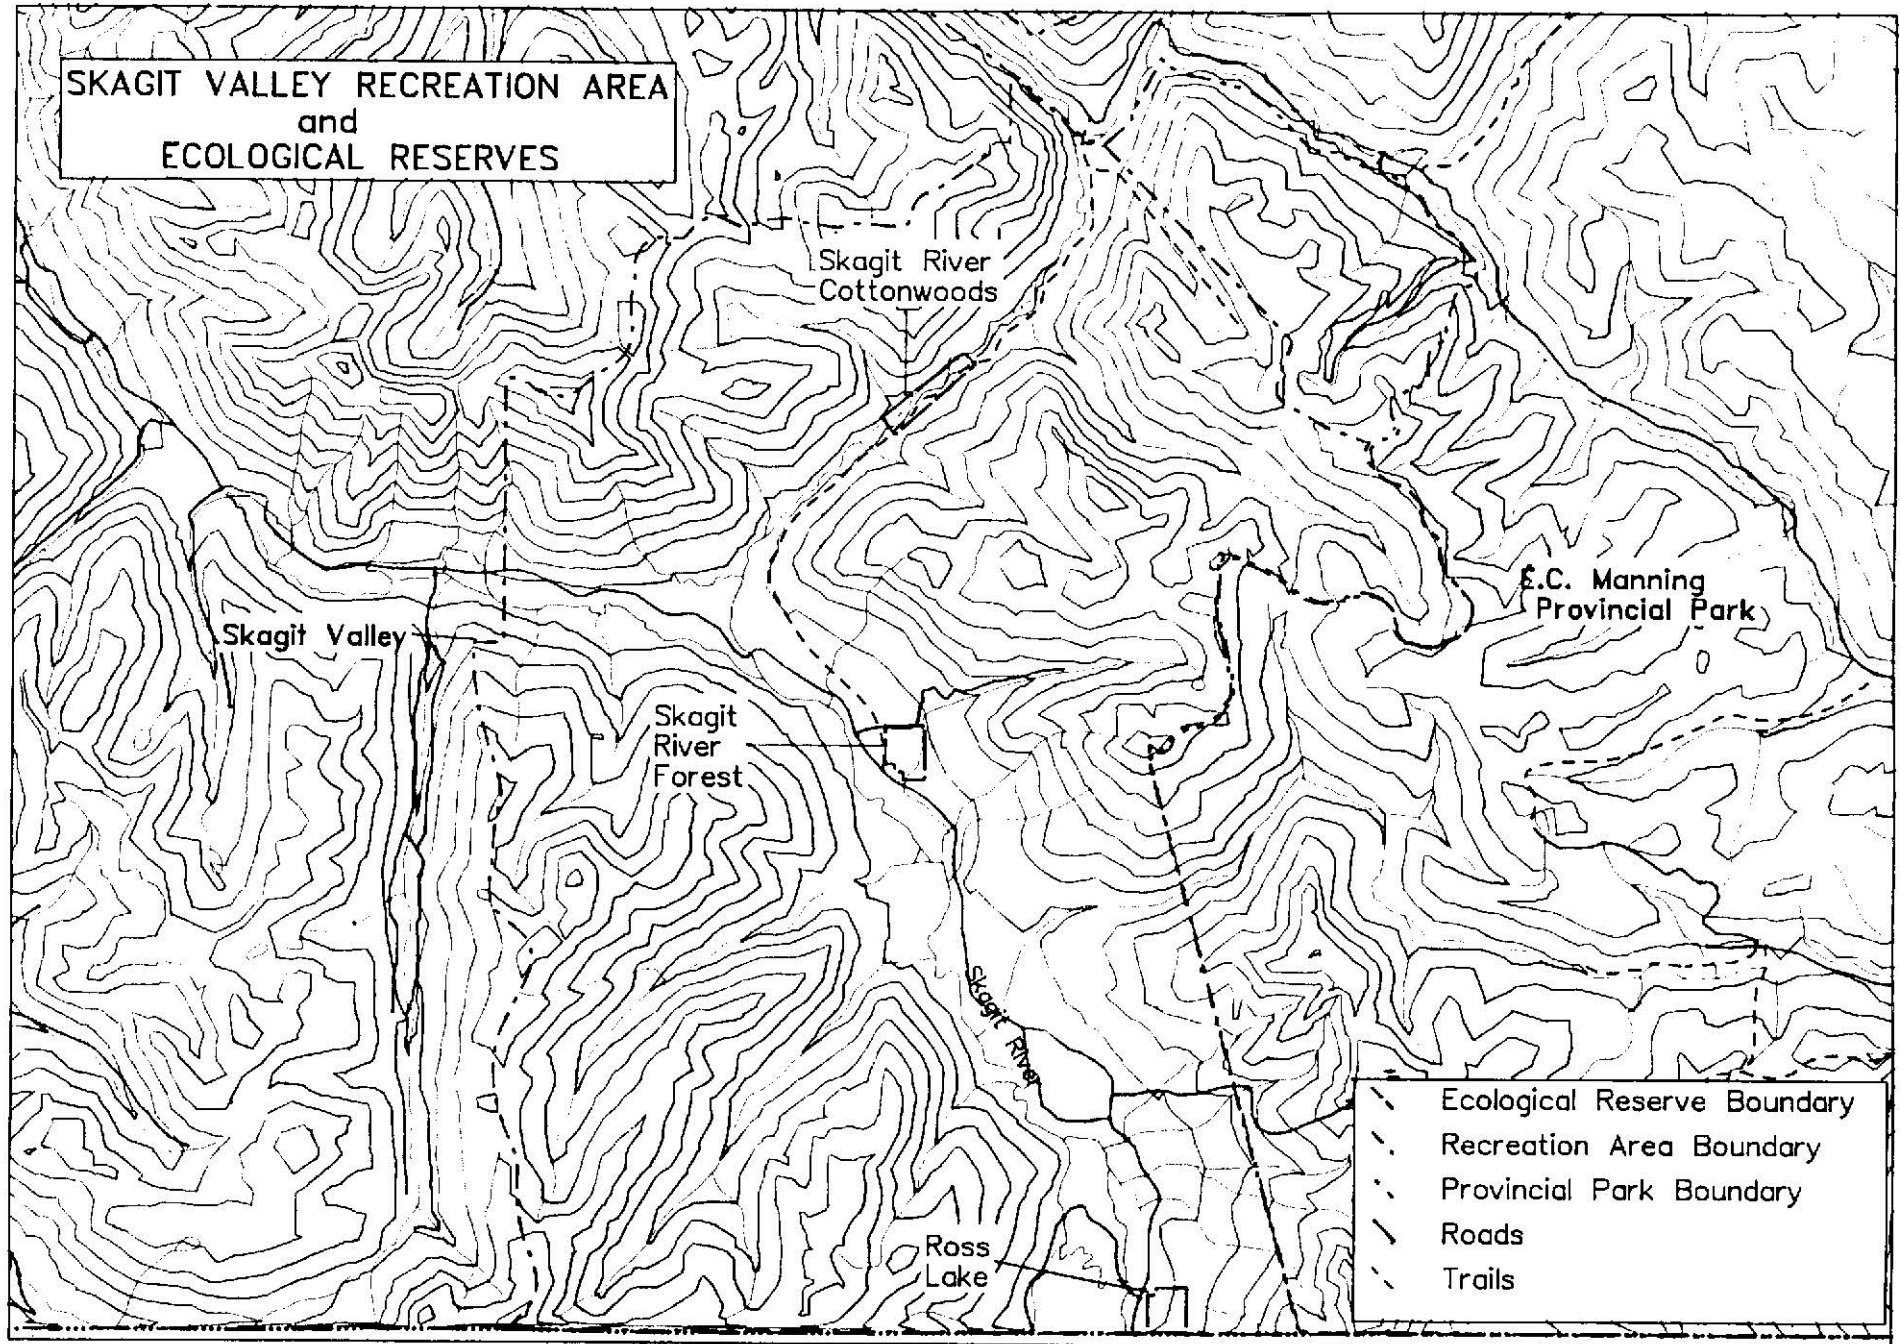 SKAGIT VALLEY RECREATION AREA
and
ECOLOGICAL RESERVES
Skagit River
Cottonwoods
E.C. Manning
Provincial Park
Skagit Valley
Skagit
River
Forest
Skagit River
Ross
Lake
Ecological Reserve Boundary
Recreation Area Boundary
Provincial Park Boundary
Roads
Trails